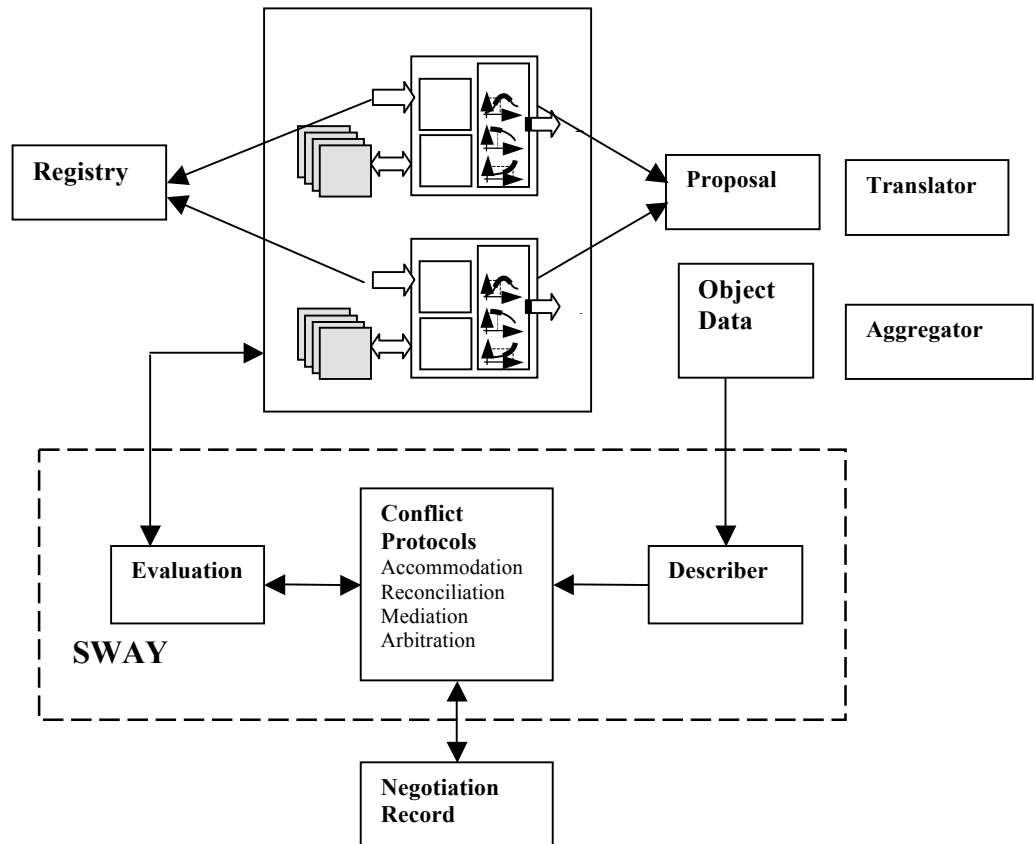 Registry
Proposal
Translator
Object
Data
Aggregator
Conflict
Protocols
Accommodation
Reconciliation
Mediation
Arbitration
Evaluation
Describer
SWAY
Negotiation
Record